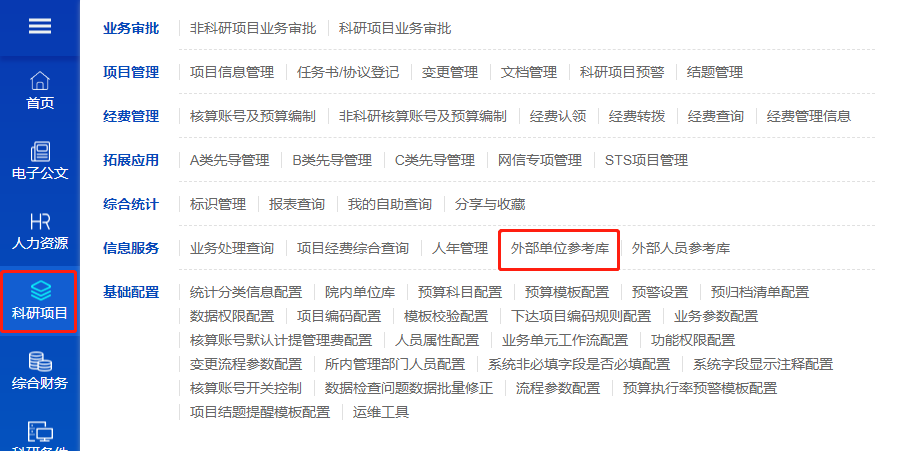 首页
电子公文
HR
人力资源
科研项目
综合财务
科研条件
业务审批 非科研项目业务审批 科研项目业务审批
项目管理 项目信息管理 任务书/协议登记 变更管理 文档管理 科研项目预警 结题管理
经费管理 核算账号及预算编制 非科研核算账号及预算编制 经费认领 经费转拨 经费查询 经费管理信息
拓展应用 A类先导管理 B类先导管理 C类先导管理 网信专项管理 STS项目管理
综合统计 标识管理 报表查询 我的自助查询 分享与收藏
信息服务 业务处理查询 项目经费综合查询 人年管理 外部单位参考库 外部人员参考库
基础配置 统计分类信息配置 院内单位库 预算科目配置 预算模板配置 预警设置 预归档清单配置
数据权限配置 项目编码配置 模板校验配置 下达项目编码规则配置 业务参数配置
核算账号默认计提管理费配置 人员属性配置 业务单元工作流配置 功能权限配置
变更流程参数配置 所内管理部门人员配置 系统非必填字段是否必填配置 系统字段显示注释配置
核算账号开关控制 数据检查问题数据批量修正 流程参数配置 预算执行率预警模板配置
项目结题提醒模板配置 运维工具